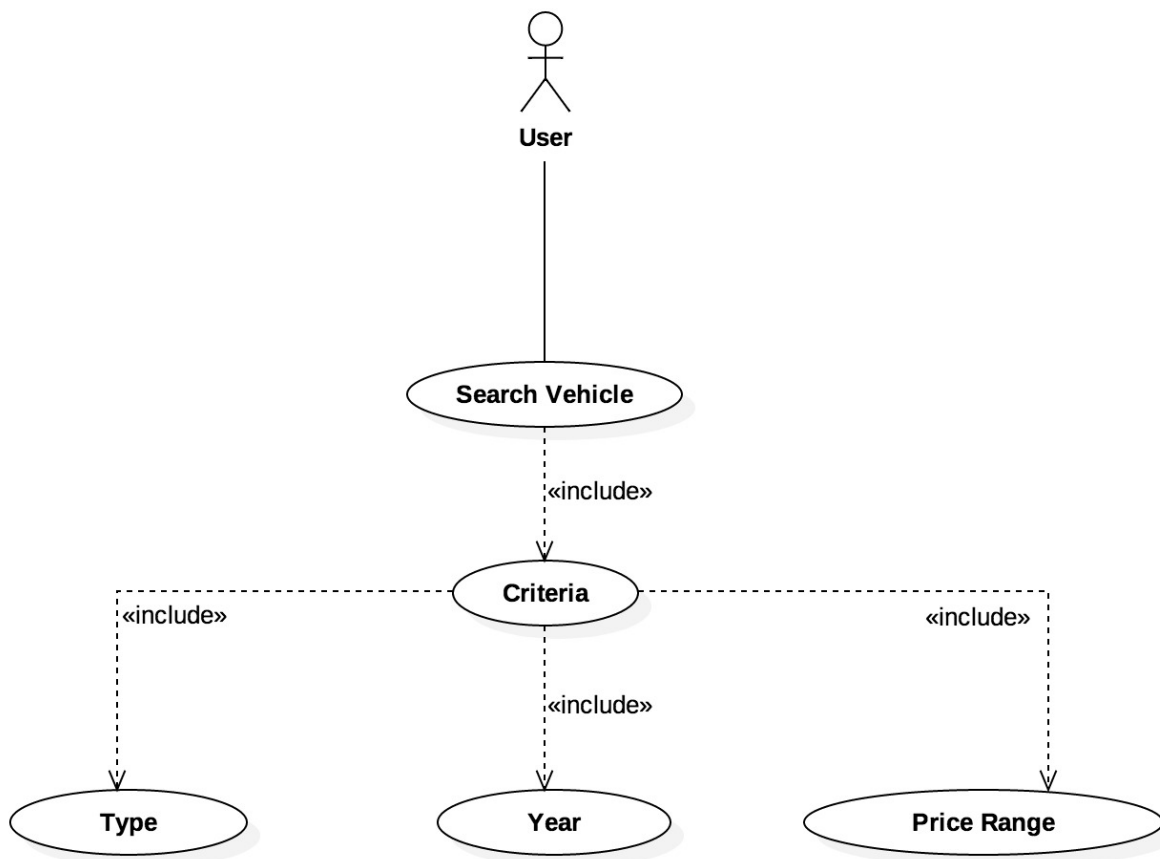 User
Search Vehicle
«include»
Criteria
«include»
«include»
«include»
Type
Year
Price Range